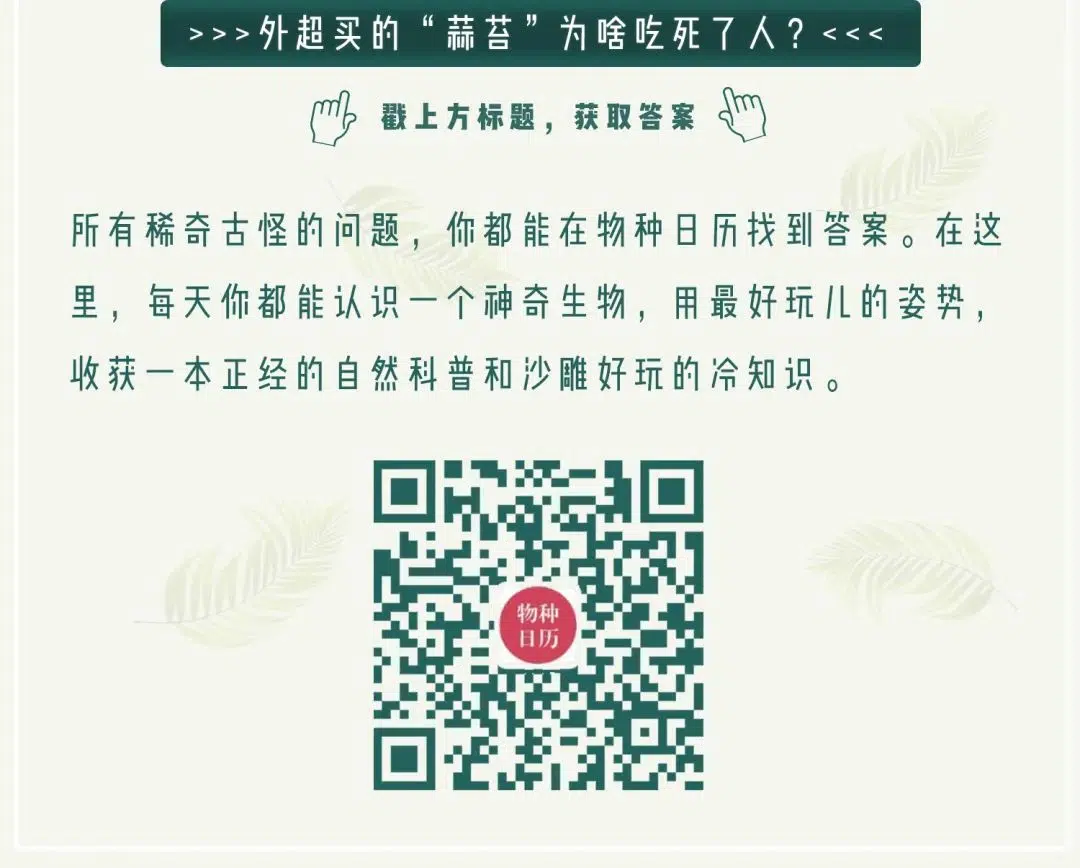 >>>外超买的“蒜苔”为啥吃死了人？<<<
戳上方标题，获取答案
所有稀奇古怪的问题，你都能在物种日历找到答案。在这
里，每天你都能认识一个神奇生物，用最好玩儿的姿势，
收获一本正经的自然科普和沙雕好玩的冷知识。
物种
日历